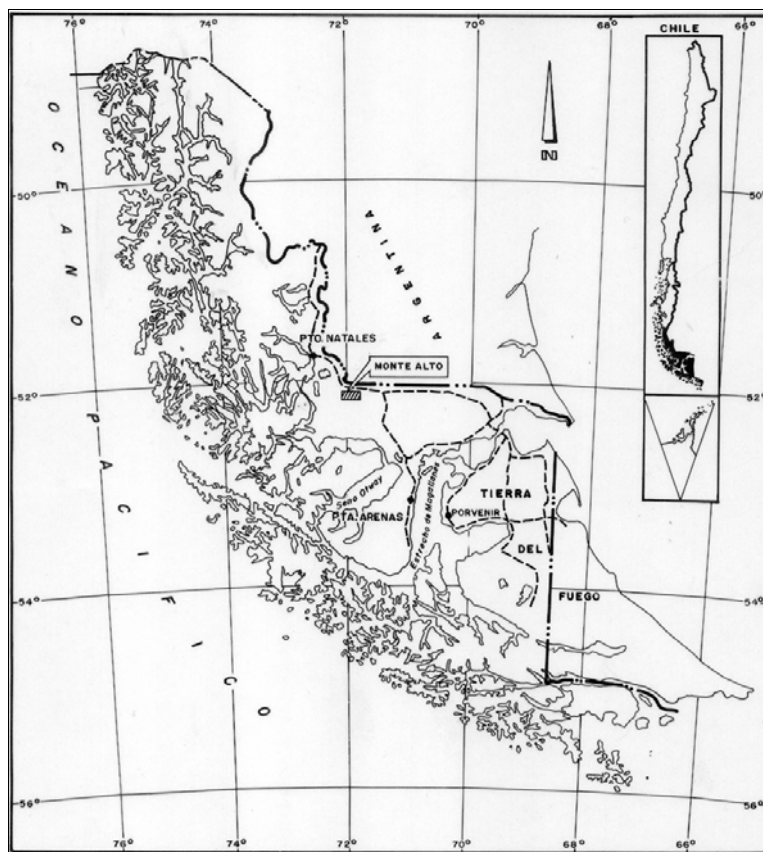 76°
74°
72°
70°
68°
66°
CHILE
N
OCEANO
PACIFICO
50°
50°
ARGENTINA
PTO. NATALES
MONTE ALTO
52°
52°
Seno Otway
PTA. ARENAS
Estrecho de Magallanes
TIERRA
PORVENIR
DEL
FUEGO
54°
54°
56°
56°
76°
74°
72°
70°
68°
66°